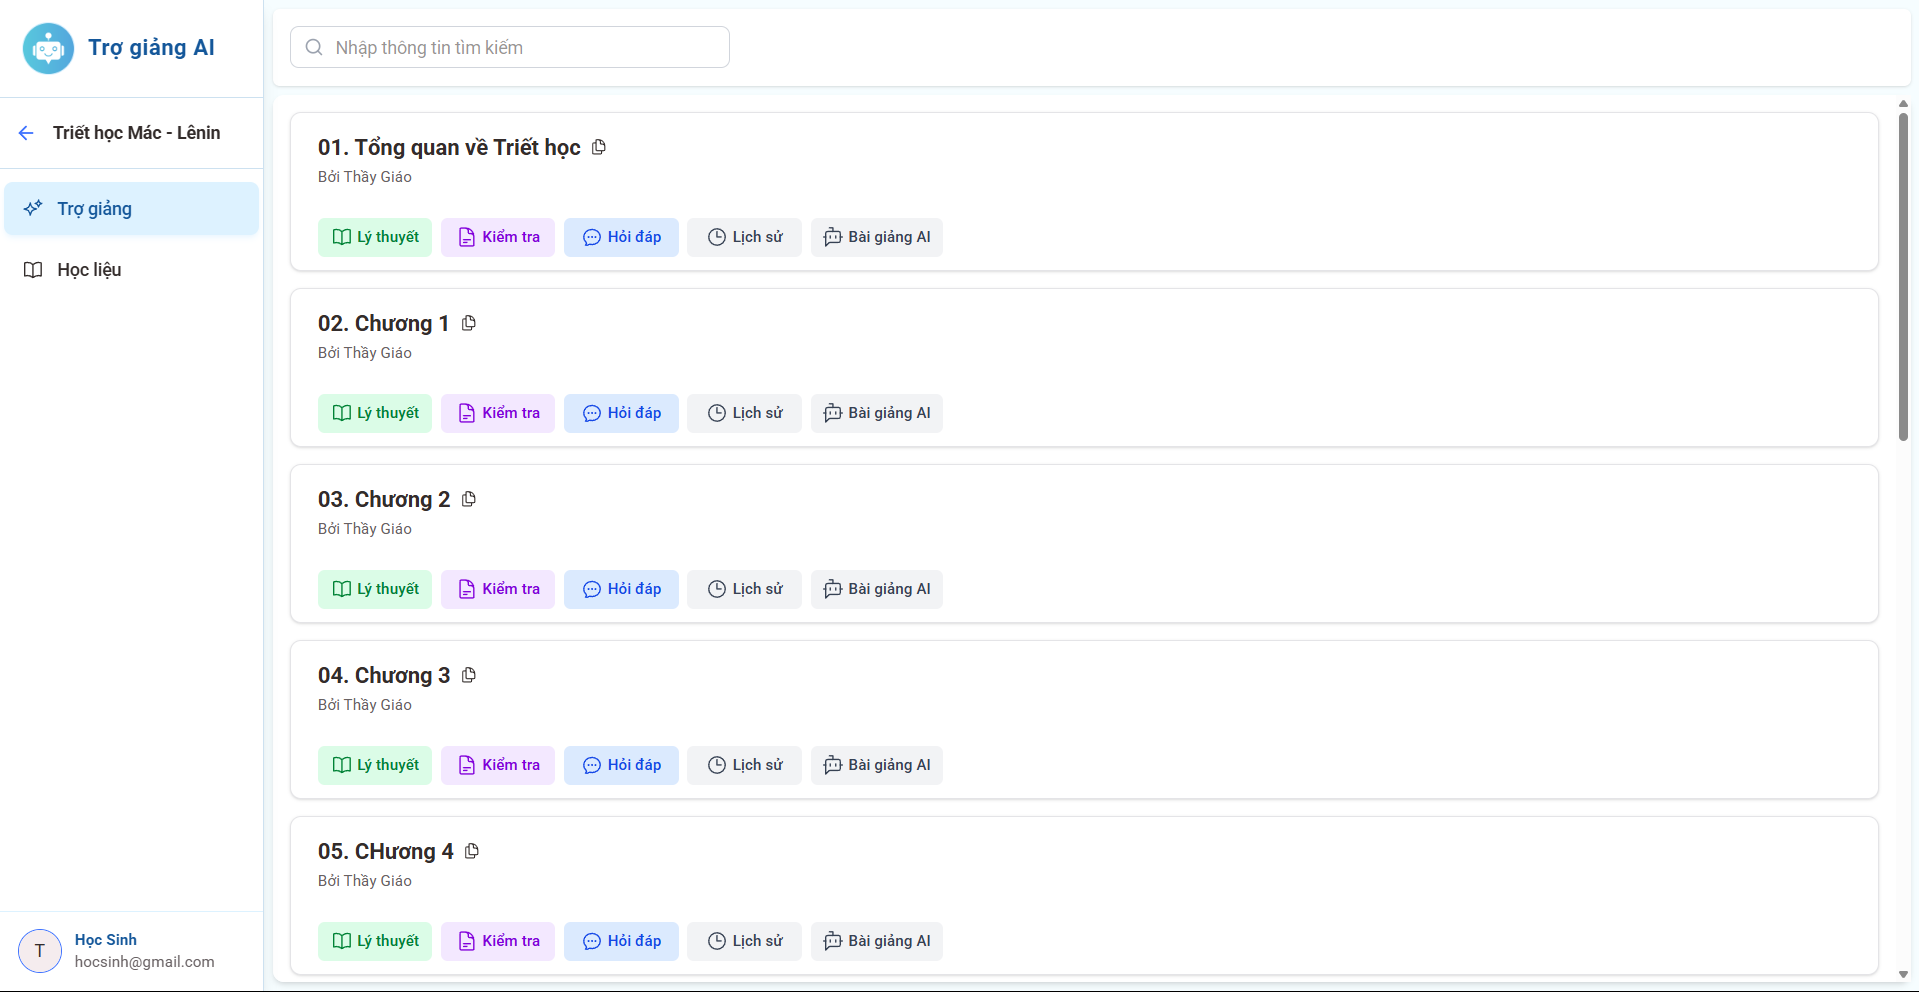 Trợ giảng AI
Nhập thông tin tìm kiếm
Triết học Mác - Lênin
Trợ giảng
Học liệu
01. Tổng quan về Triết học
Bởi Thầy Giáo
Lý thuyết Kiểm tra Hỏi đáp Lịch sử Bài giảng AI
02. Chương 1
Bởi Thầy Giáo
Lý thuyết Kiểm tra Hỏi đáp Lịch sử Bài giảng AI
03. Chương 2
Bởi Thầy Giáo
Lý thuyết Kiểm tra Hỏi đáp Lịch sử Bài giảng AI
04. Chương 3
Bởi Thầy Giáo
Lý thuyết Kiểm tra Hỏi đáp Lịch sử Bài giảng AI
05. CHương 4
Bởi Thầy Giáo
Lý thuyết Kiểm tra Hỏi đáp Lịch sử Bài giảng AI
T
Học Sinh
hocsinh@gmail.com